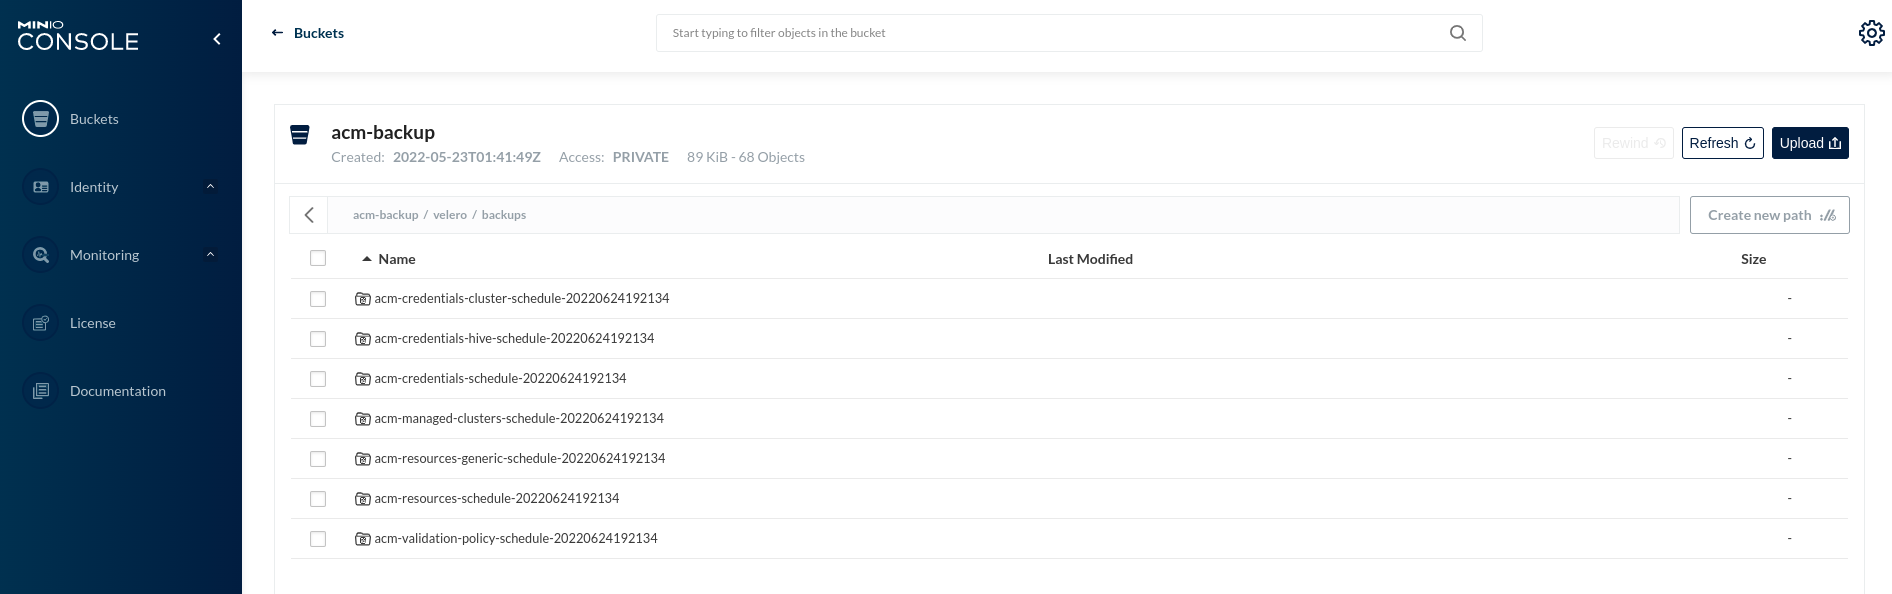 MINIO
CONSOLE
Buckets
Identity
Monitoring
License
Documentation
Buckets
Start typing to filter objects in the bucket
acm-backup
Created: 2022-05-23T01:41:49Z Access: PRIVATE 89 KiB - 68 Objects
Rewind Refresh Upload
acm-backup / velero / backups
Create new path
Name Last Modified Size
acm-credentials-cluster-schedule-20220624192134 -
acm-credentials-hive-schedule-20220624192134 -
acm-credentials-schedule-20220624192134 -
acm-managed-clusters-schedule-20220624192134 -
acm-resources-generic-schedule-20220624192134 -
acm-resources-schedule-20220624192134 -
acm-validation-policy-schedule-20220624192134 -